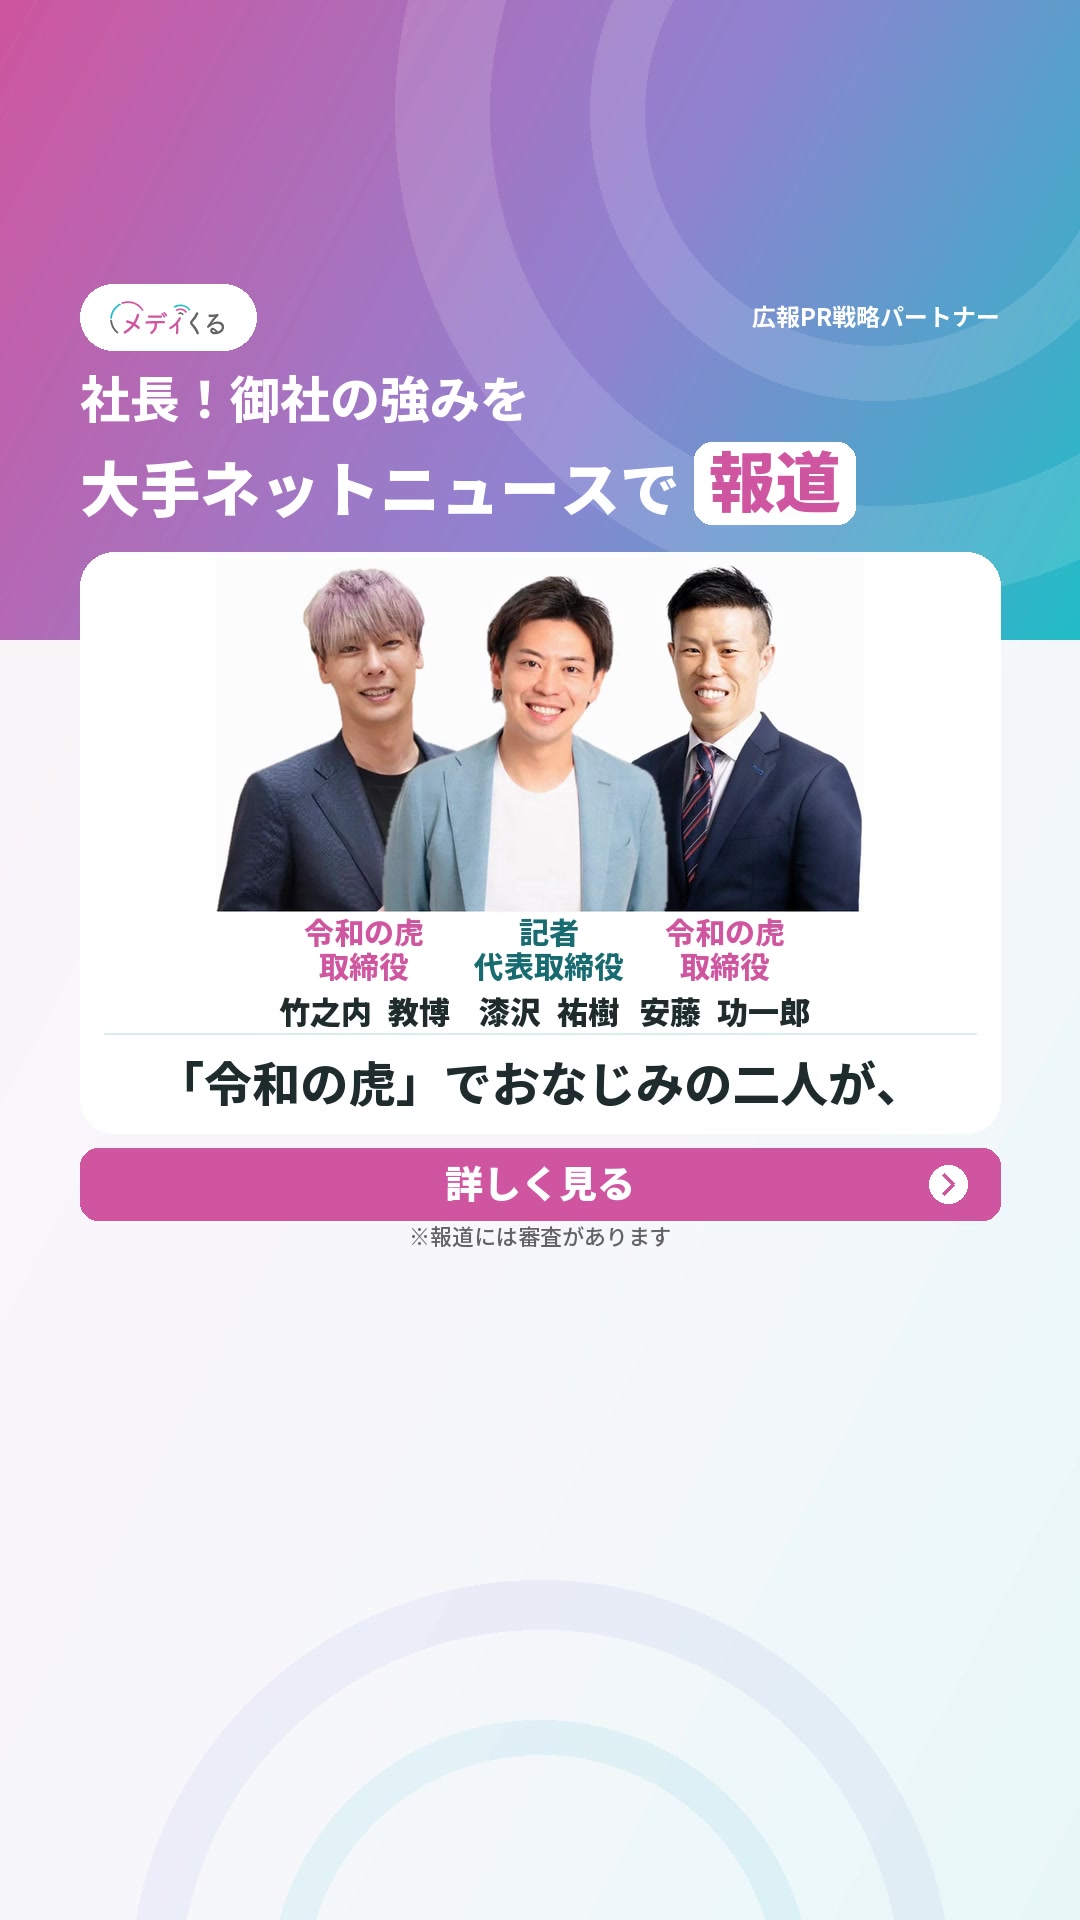 メディくる
広報PR戦略パートナー
社長！御社の強みを
大手ネットニュースで 報道
令和の虎
取締役
竹之内 教博
記者
代表取締役
漆沢 祐樹
令和の虎
取締役
安藤 功一郎
「令和の虎」でおなじみの二人が、
詳しく見る
※報道には審査があります